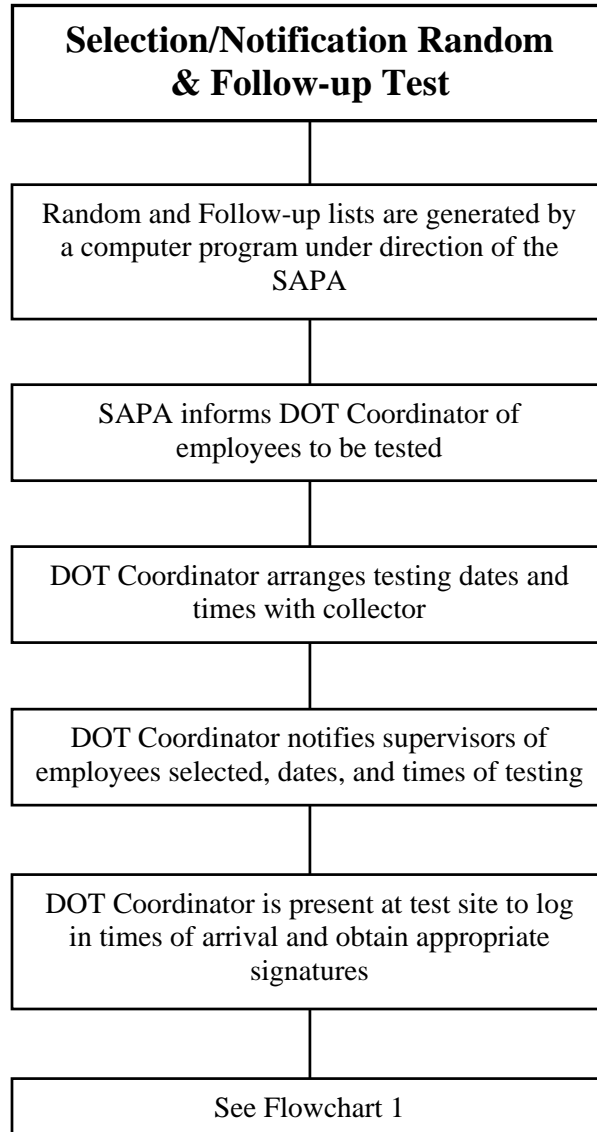 Selection/Notification Random
& Follow-up Test
Random and Follow-up lists are generated by
a computer program under direction of the
SAPA
SAPA informs DOT Coordinator of
employees to be tested
DOT Coordinator arranges testing dates and
times with collector
DOT Coordinator notifies supervisors of
employees selected, dates, and times of testing
DOT Coordinator is present at test site to log
in times of arrival and obtain appropriate
signatures
See Flowchart 1